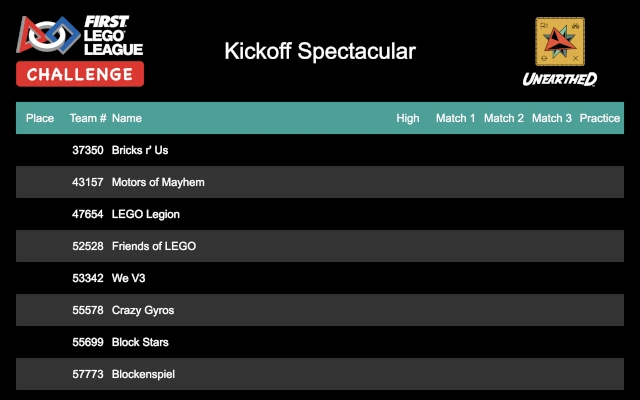 FIRST
LEGO
LEAGUE
CHALLENGE
Kickoff Spectacular
UNEARTHED
Place Team # Name High Match 1 Match 2 Match 3 Practice
37350 Bricks r' Us
43157 Motors of Mayhem
47654 LEGO Legion
52528 Friends of LEGO
53342 We V3
55578 Crazy Gyros
55699 Block Stars
57773 Blockenspiel